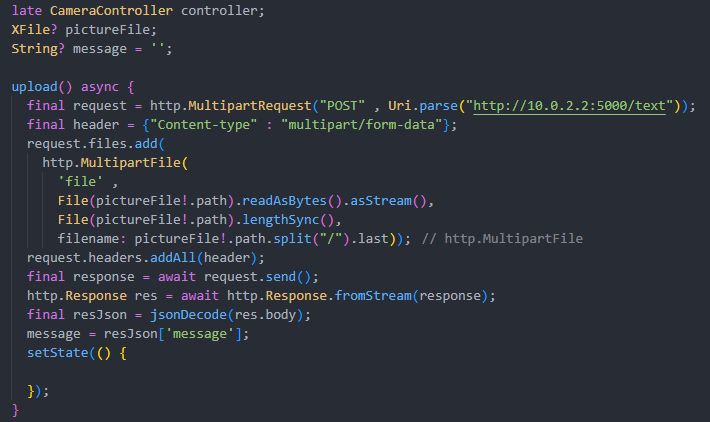 late CameraController controller;
XFile? pictureFile;
String? message = '';
upload() async {
final request = http.MultipartRequest("POST" , Uri.parse("http://10.0.2.2:5000/text"));
final header = {"Content-type" : "multipart/form-data"};
request.files.add(
http.MultipartFile(
'file' ,
File(pictureFile!.path).readAsBytes().asStream(),
File(pictureFile!.path).lengthSync(),
filename: pictureFile!.path.split("/").last)); // http.MultipartFile
request.headers.addAll(header);
final response = await request.send();
http.Response res = await http.Response.fromStream(response);
final resJson = jsonDecode(res.body);
message = resJson['message'];
setState(() {
});
}